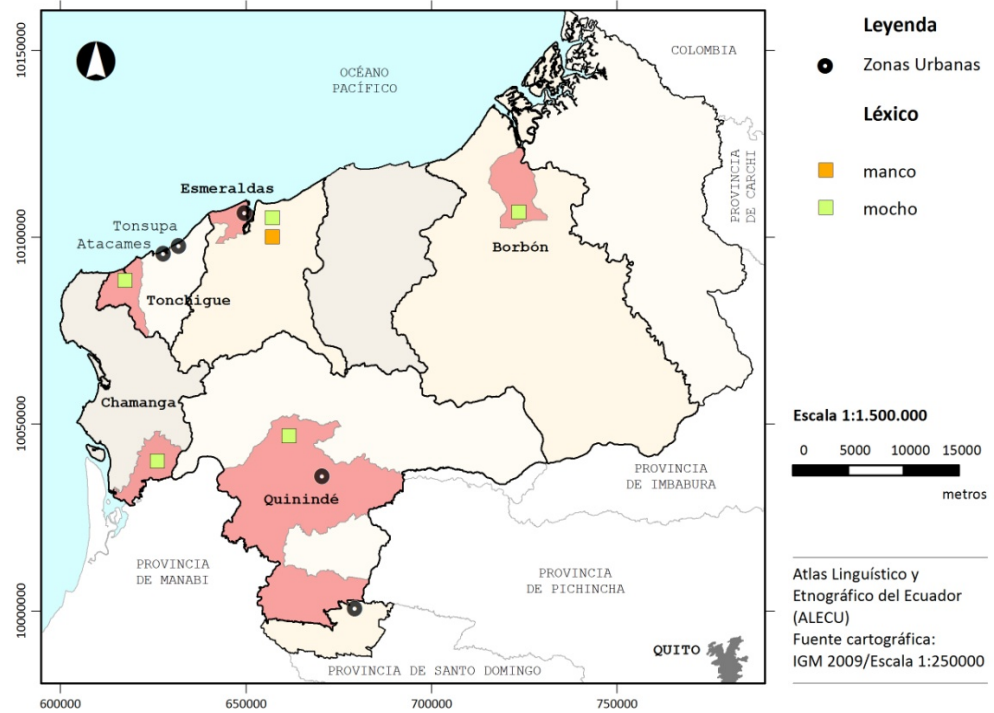 10150000
10100000
10050000
10000000
OCÉANO
PACÍFICO
COLOMBIA
PROVINCIA
DE CARCHI
Esmeraldas
Tonsupa
Atacames
Tonchigue
Borbón
Chamanga
Quinindé
PROVINCIA
DE IMBABURA
PROVINCIA
DE MANABI
PROVINCIA
DE PICHINCHA
QUITO
PROVINCIA DE SANTO DOMINGO
600000 650000 700000 750000
Leyenda
Zonas Urbanas
Léxico
manco
mocho
Escala 1:1.500.000
0 5000 10000 15000
metros
Atlas Linguístico y
Etnográfico del Ecuador
(ALECU)
Fuente cartográfica:
IGM 2009/Escala 1:250000